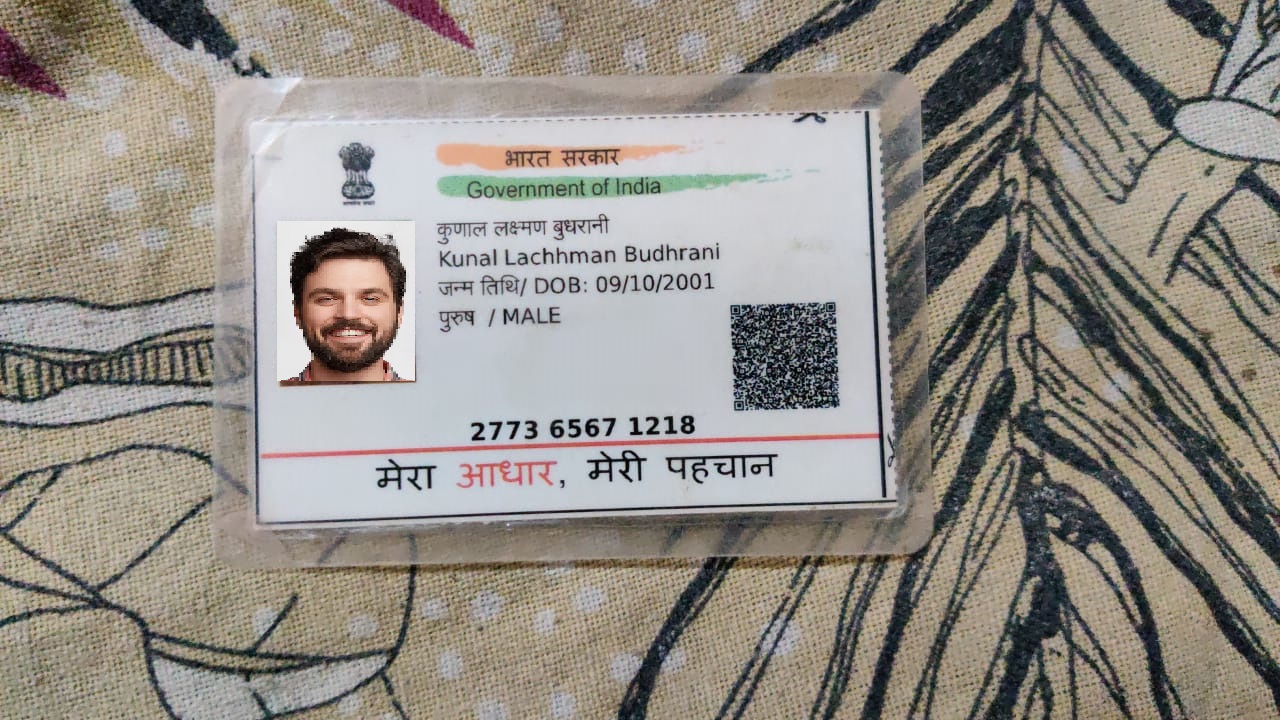 भारत सरकार
Government of India
कुणाल लक्ष्मण बुधरानी
Kunal Lachhman Budhrani
जन्म तिथि/ DOB: 09/10/2001
पुरुष / MALE
2773 6567 1218
मेरा आधार, मेरी पहचान